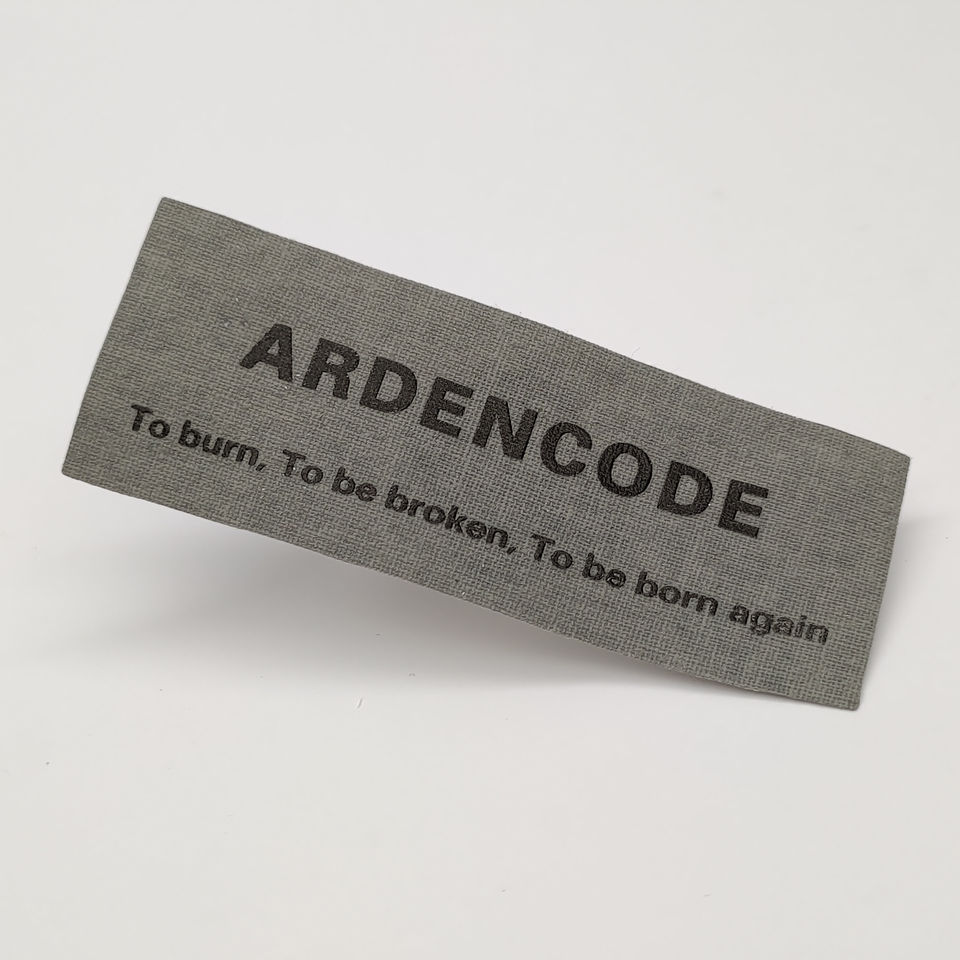 ARDENCODE
To burn, To be broken, To be born again